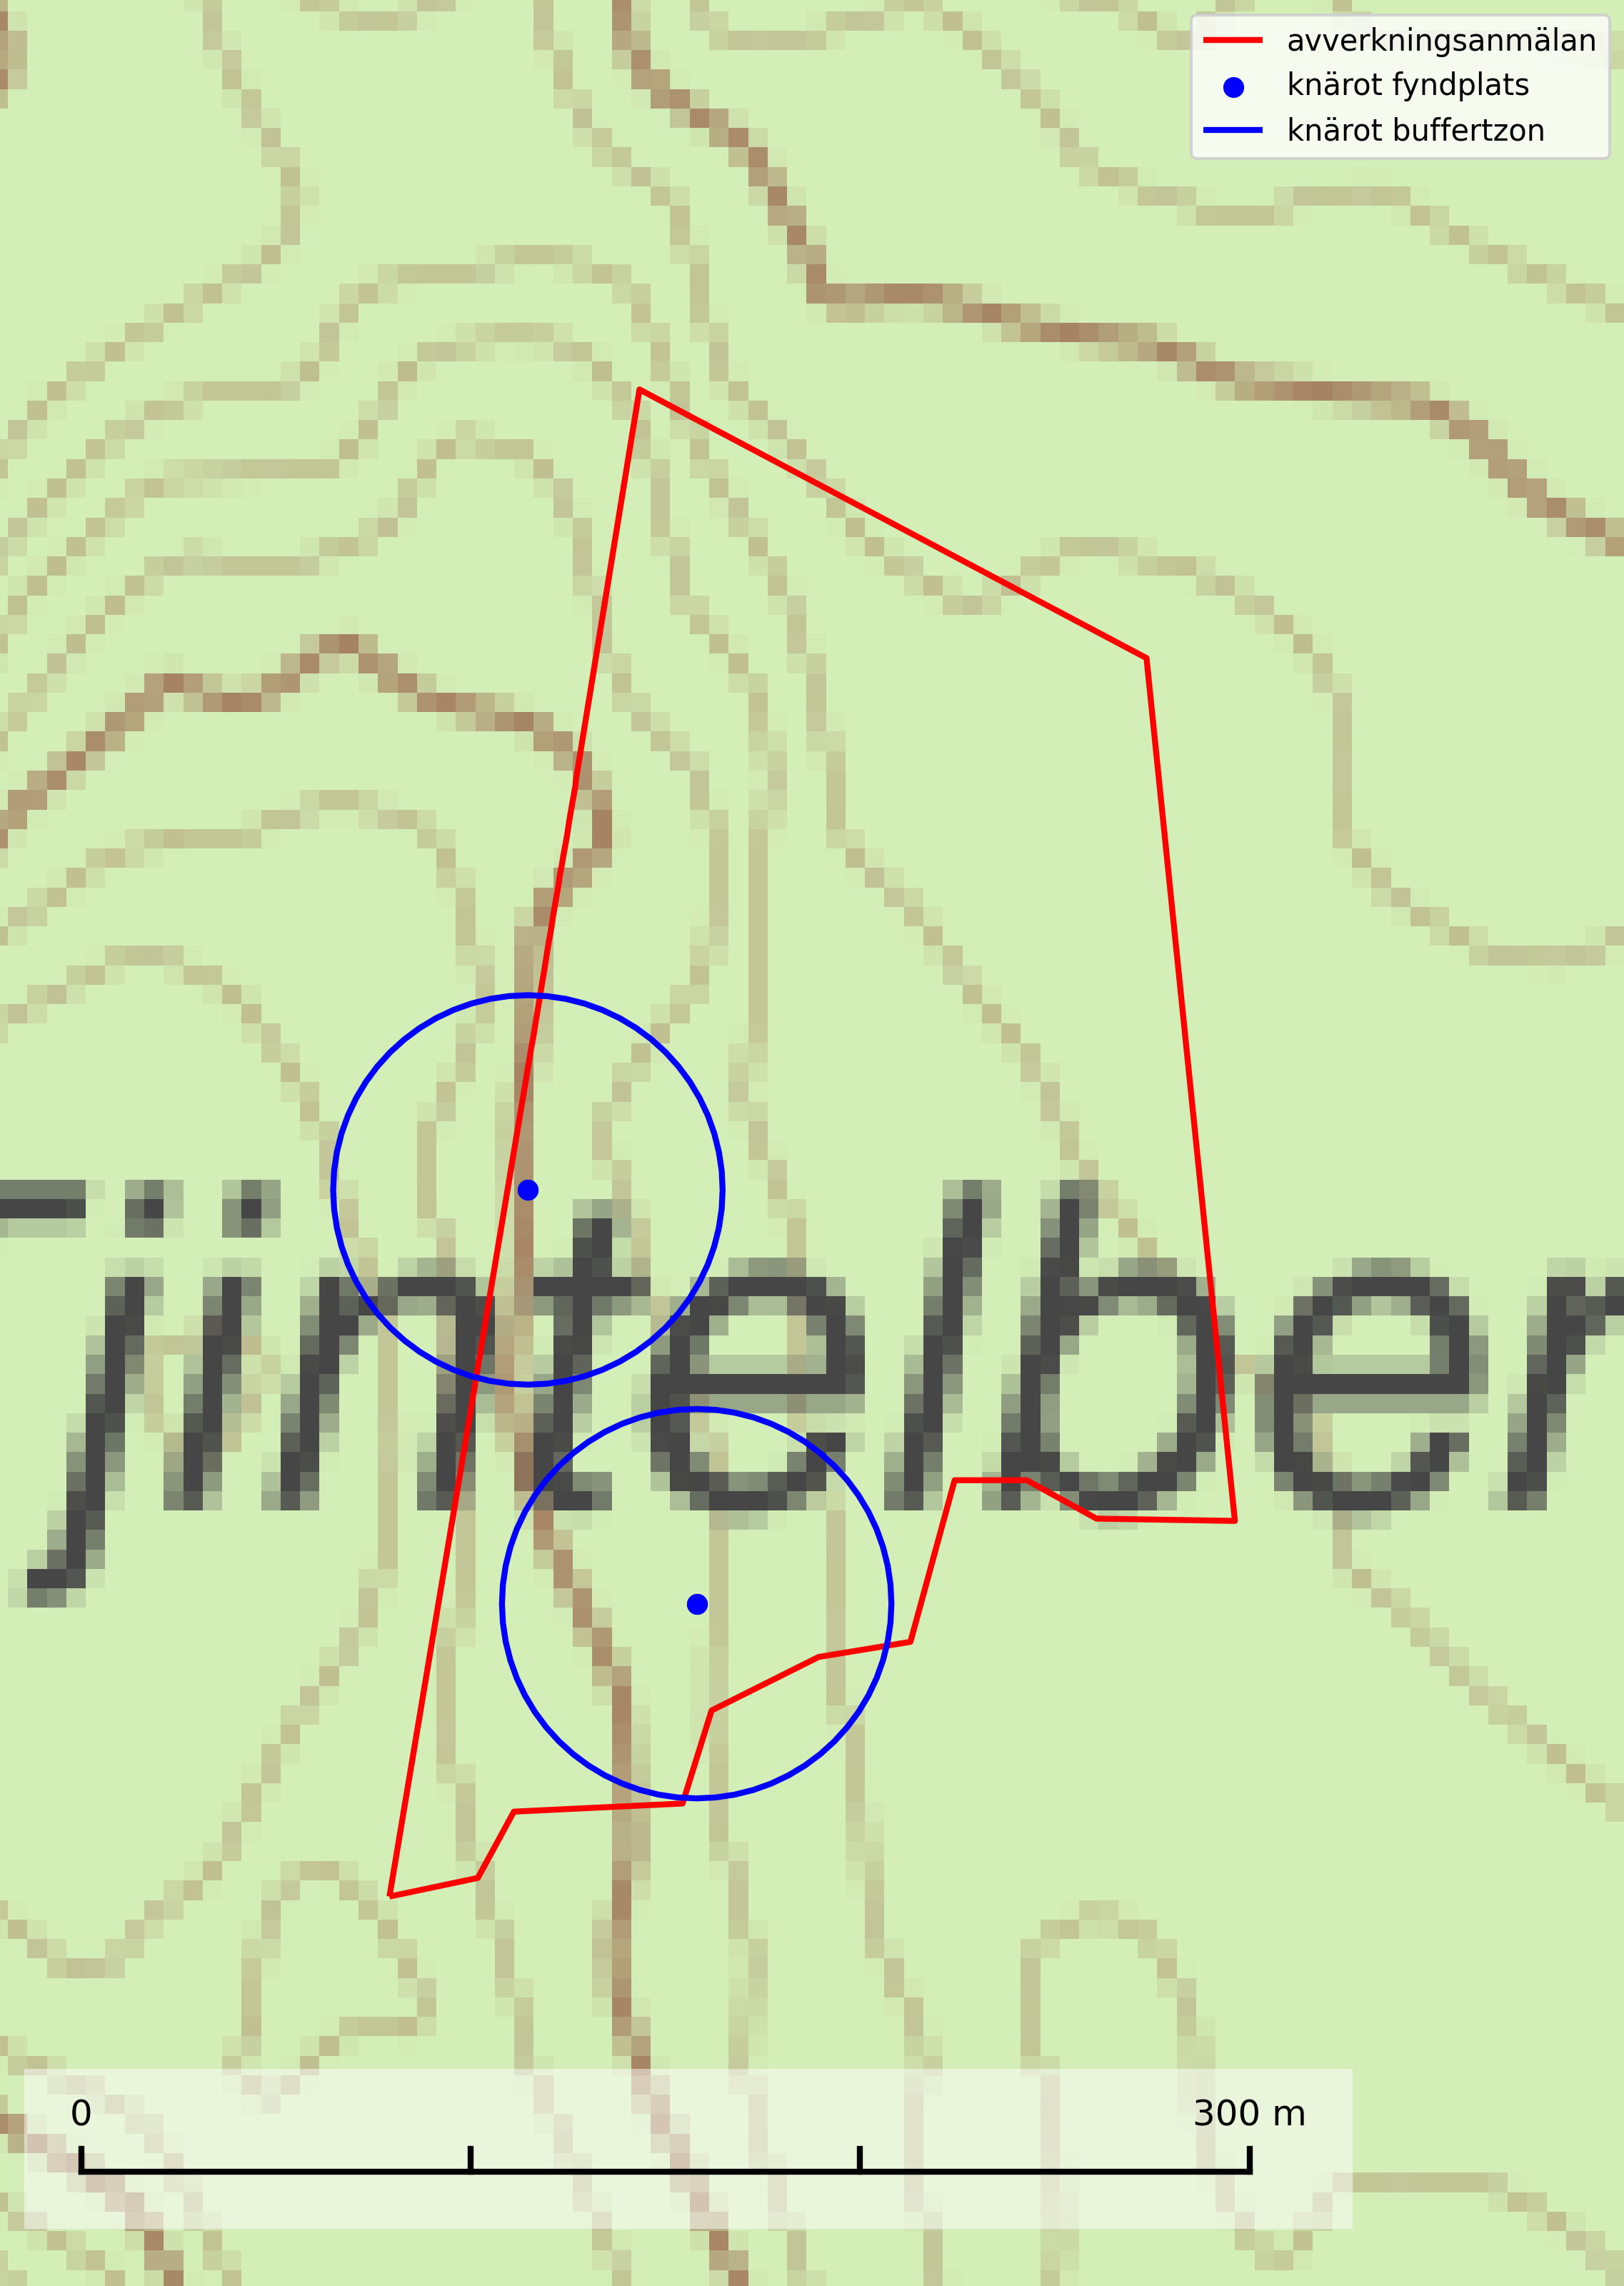 avverkningsanmälan
knärot fyndplats
knärot buffertzon
0
300 m